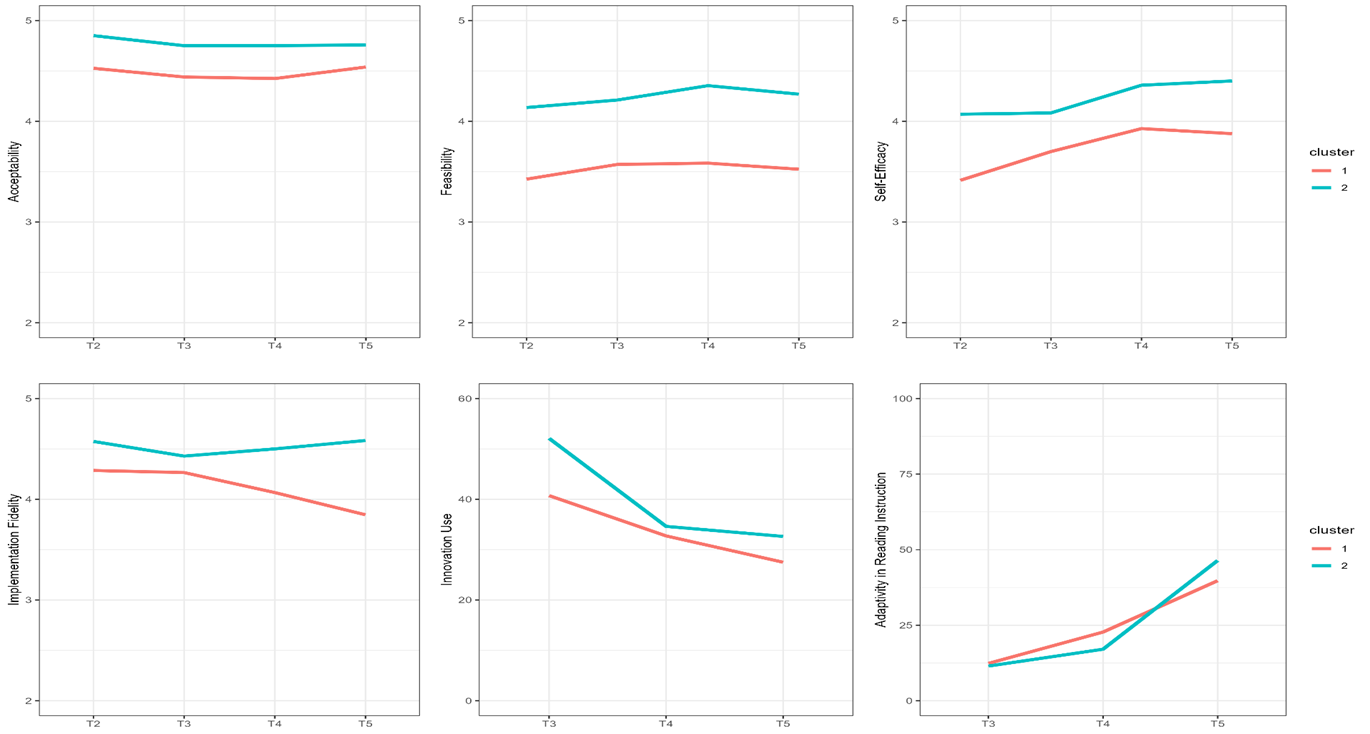 Acceptability
5
4
3
2
T2 T3 T4 T5
Feasibility
5
4
3
2
T2 T3 T4 T5
Self-Efficacy
5
4
3
2
T2 T3 T4 T5
cluster
1
2
Implementation Fidelity
5
4
3
2
T2 T3 T4 T5
Innovation Use
60
40
20
0
T3 T4 T5
Adaptivity in Reading Instruction
100
75
50
25
0
T3 T4 T5
cluster
1
2